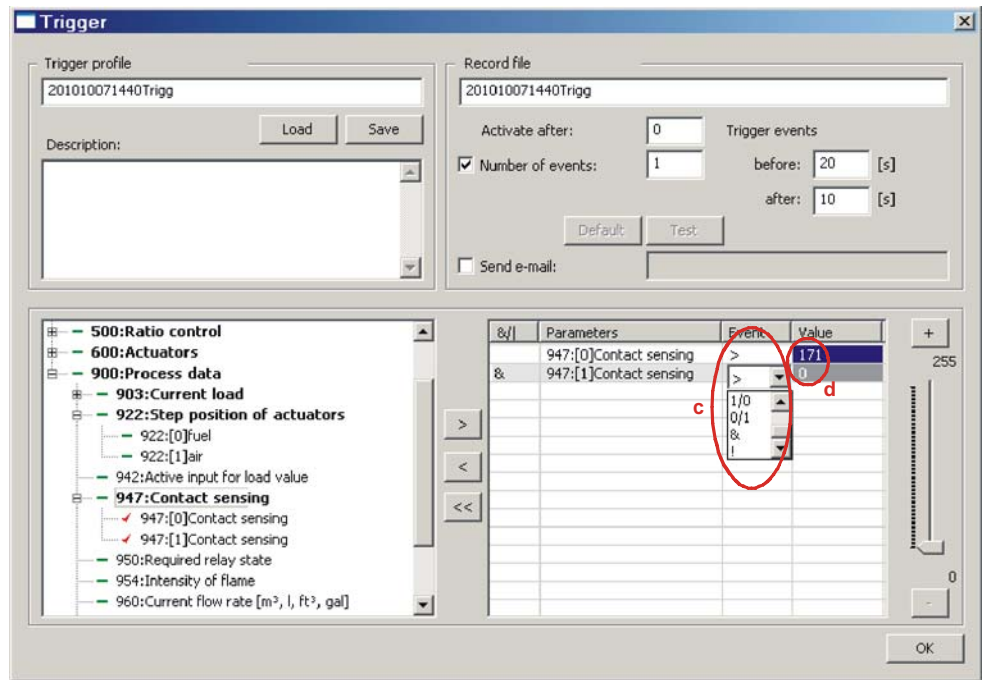 Trigger
Trigger profile
201010071440Trigg
Load
Save
Description:
Record file
201010071440Trigg
Activate after:
0
Trigger events
Number of events:
1
before:
20
[s]
after:
10
[s]
Default
Test
Send e-mail:
500:Ratio control
600:Actuators
900:Process data
903:Current load
922:Step position of actuators
922:[0]fuel
922:[1]air
942:Active input for load value
947:Contact sensing
947:[0]Contact sensing
947:[1]Contact sensing
950:Required relay state
954:Intensity of flame
960:Current flow rate [m³, l, ft³, gal]
>
<
<<
&/| Parameters Event Value
947:[0]Contact sensing > 171
& 947:[1]Contact sensing > 0
1/0
0/1
&
!
c
d
+
255
0
-
OK